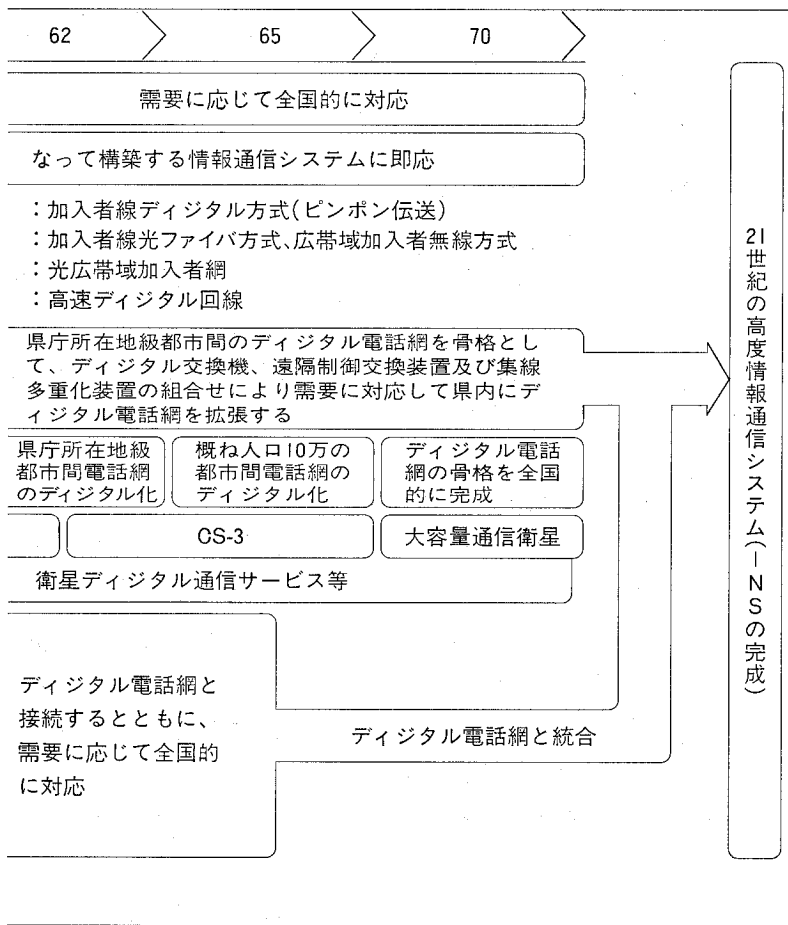 62
65
70
需要に応じて全国的に対応
なって構築する情報通信システムに即応
：加入者線ディジタル方式(ピンポン伝送)
：加入者線光ファイバ方式、広帯域加入者無線方式
：光広帯域加入者網
：高速ディジタル回線
県庁所在地級都市間のディジタル電話網を骨格とし
て、ディジタル交換機、遠隔制御交換装置及び集線
多重化装置の組合せにより需要に対応して県内にデ
ィジタル電話網を拡張する
県庁所在地級
都市間電話網
のディジタル化
概ね人口10万の
都市間電話網の
ディジタル化
ディジタル電話
網の骨格を全国
的に完成
CS-3
大容量通信衛星
衛星ディジタル通信サービス等
ディジタル電話網と
接続するとともに、
需要に応じて全国的
に対応
ディジタル電話網と統合
21世紀の高度情報通信システム(INSの完成)